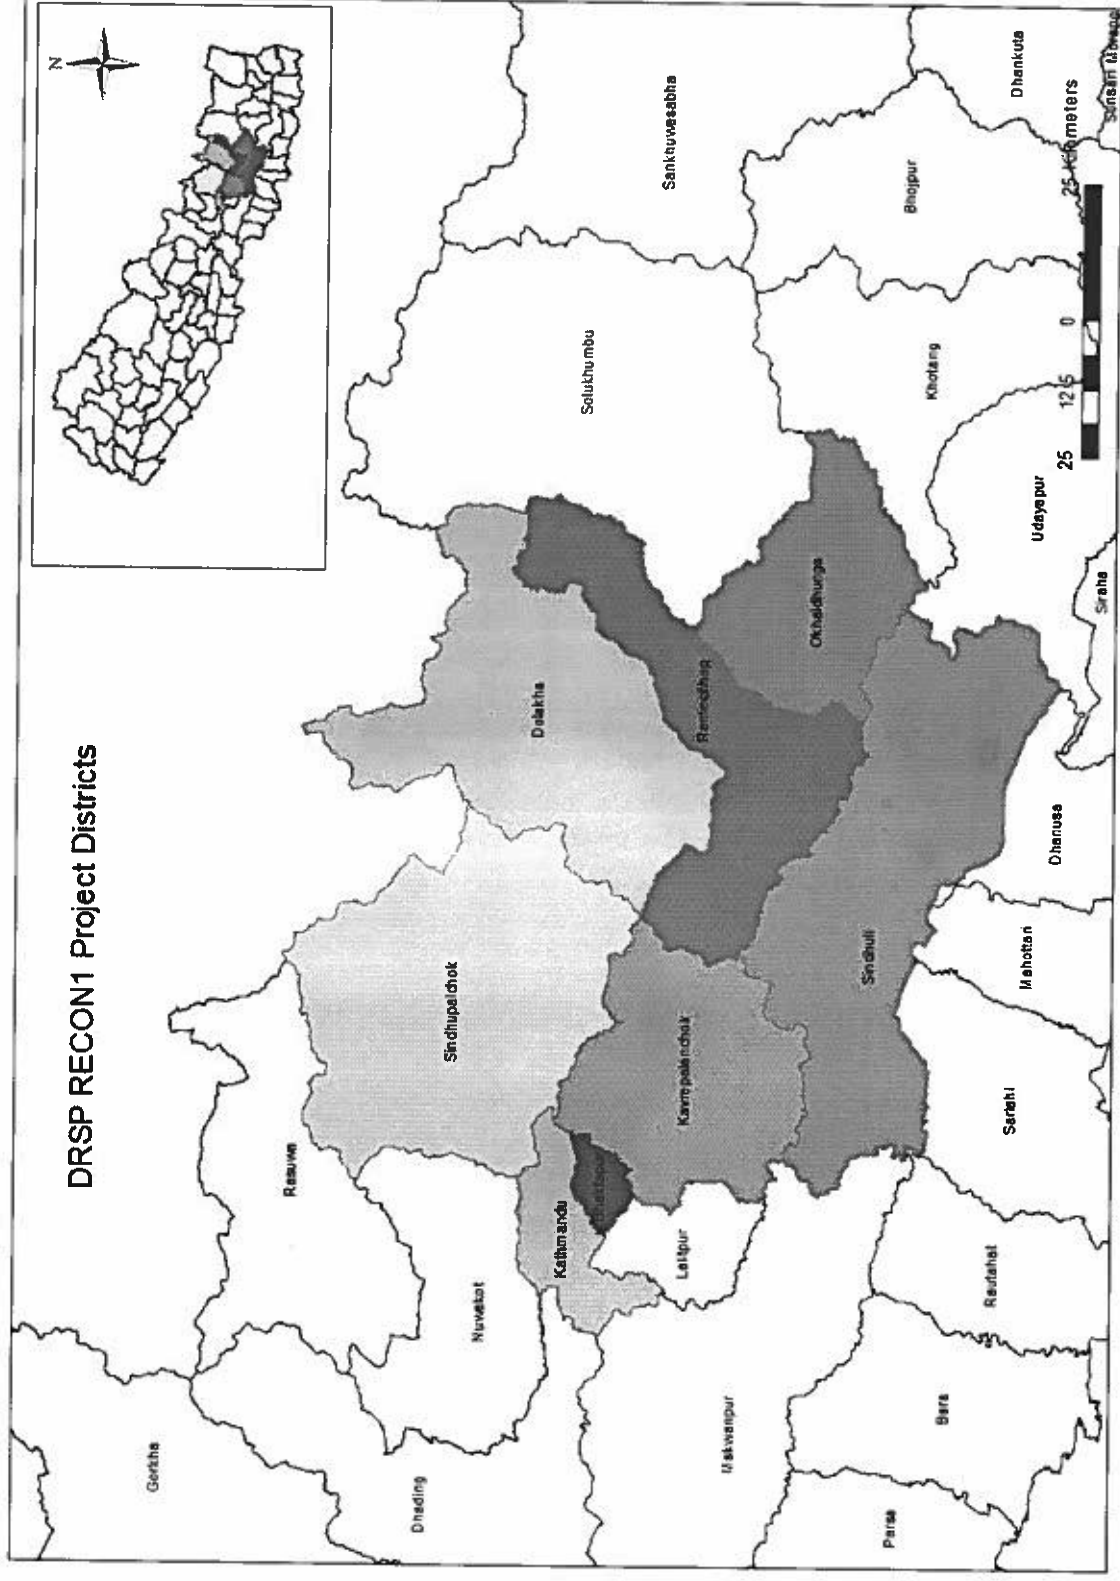 DRSP RECON1 Project Districts
N
Gorkha
Rasuwa
Dhading
Nuwakot
Sindhupalchok
Dolakha
Solukhumbu
Sankhuwasabha
Kathmandu
Lalitpur
Kavrepalanchok
Ramechhap
Okhaldhunga
Makwanpur
Sindhuli
Khotang
Bhojpur
Dhankuta
Parsa
Bara
Rautahat
Sarlahi
Mahottari
Dhanusa
Siraha
Udayapur
Sunsari
25 12.5 0 25 Kilometers